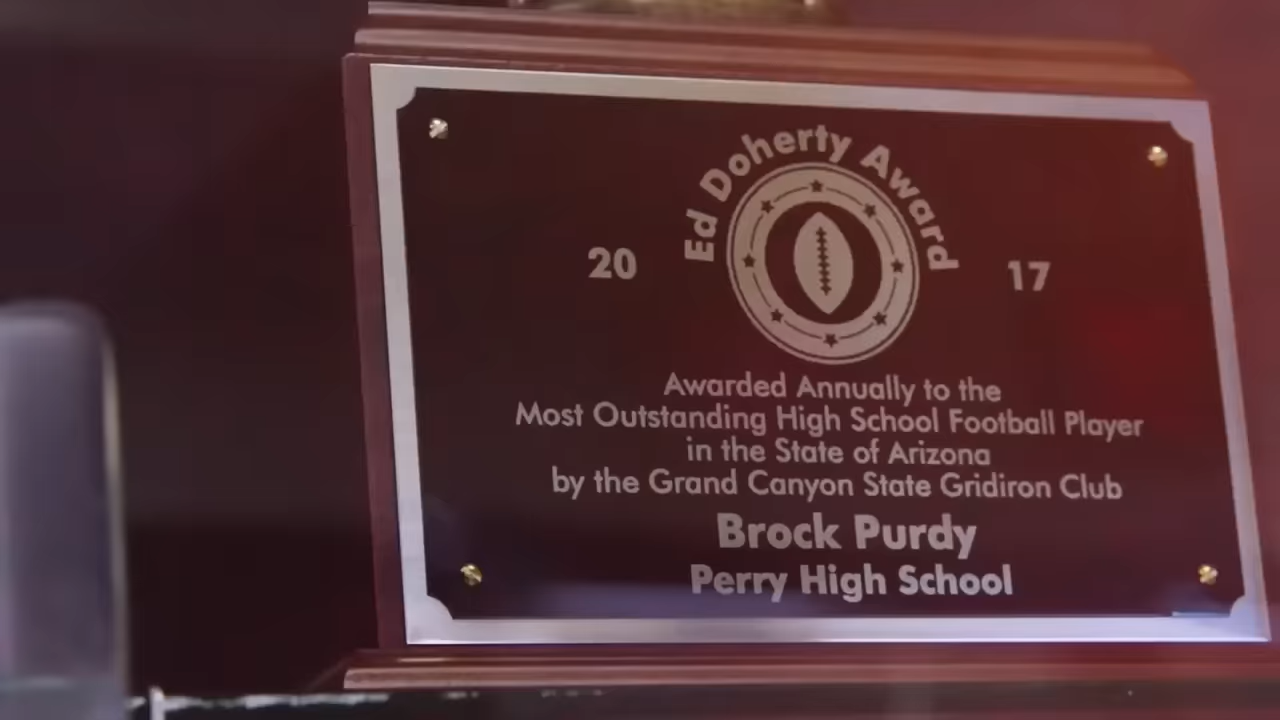 Ed Doherty Award
20 17
Awarded Annually to the
Most Outstanding High School Football Player
in the State of Arizona
by the Grand Canyon State Gridiron Club
Brock Purdy
Perry High School